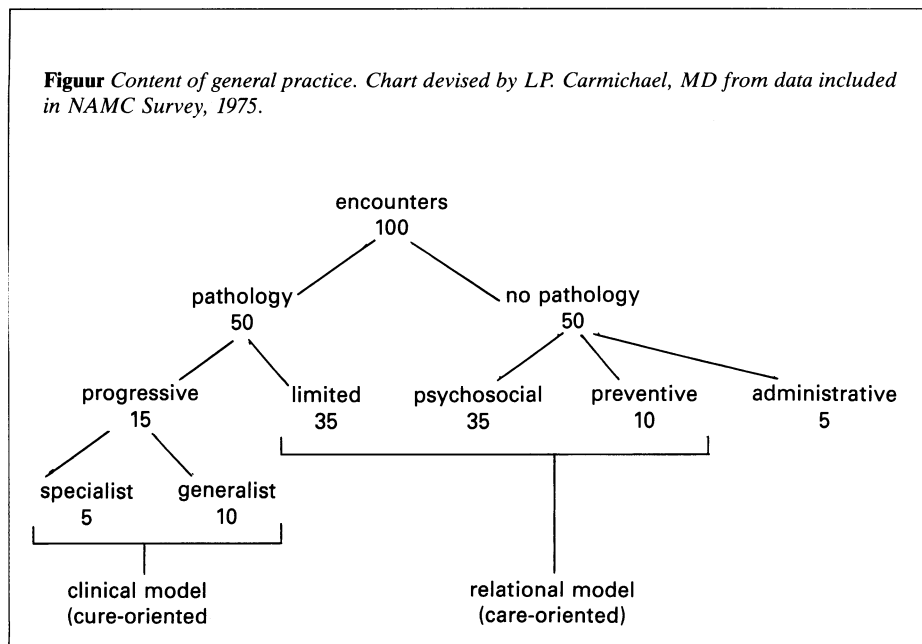 Figuur Content of general practice. Chart devised by L.P. Carmichael, MD from data included
in NAMC Survey, 1975.
encounters
100
pathology
50
no pathology
50
progressive
15
limited
35
psychosocial
35
preventive
10
administrative
5
specialist
5
generalist
10
clinical model
(cure-oriented
relational model
(care-oriented)